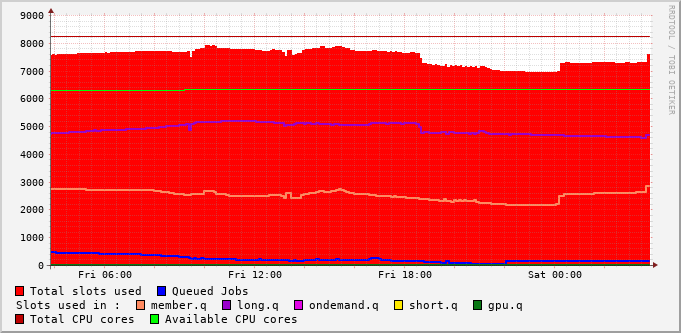 9000
8000
7000
6000
5000
4000
3000
2000
1000
0
Fri 06:00 Fri 12:00 Fri 18:00 Sat 00:00
RRDTOOL / TOBI OETIKER
Total slots used Queued Jobs
Slots used in : member.q long.q ondemand.q short.q gpu.q
Total CPU cores Available CPU cores